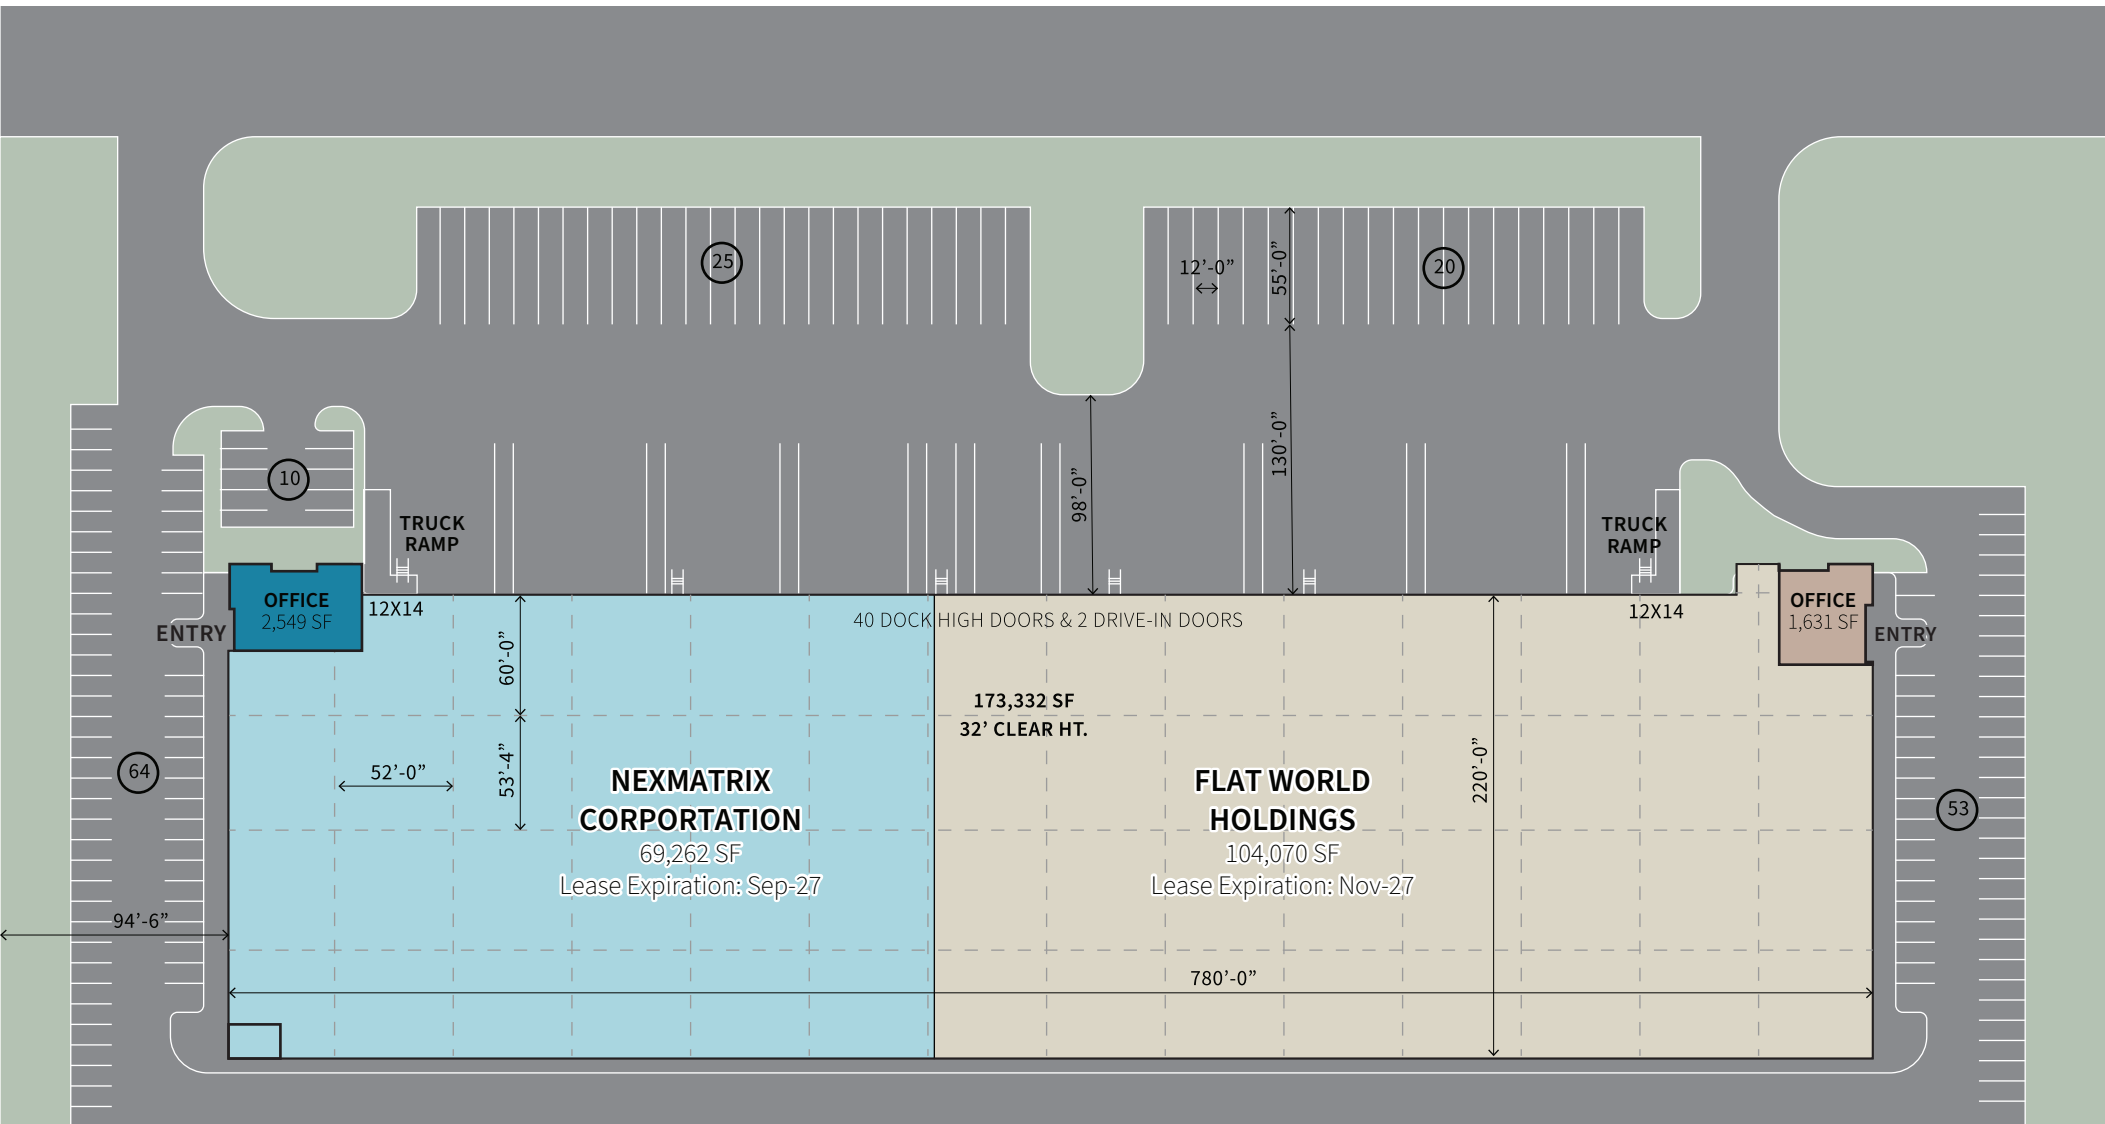 25
12’-0”
55’-0”
20
10
98’-0”
130’-0”
TRUCK
RAMP
TRUCK
RAMP
OFFICE
2,549 SF
12X14
ENTRY
40 DOCK HIGH DOORS & 2 DRIVE-IN DOORS
12X14
OFFICE
1,631 SF
ENTRY
60’-0”
173,332 SF
32’ CLEAR HT.
64
52’-0”
53’-4”
NEXMATRIX
CORPORTATION
69,262 SF
Lease Expiration: Sep-27
FLAT WORLD
HOLDINGS
104,070 SF
Lease Expiration: Nov-27
220’-0”
53
94’-6”
780’-0”